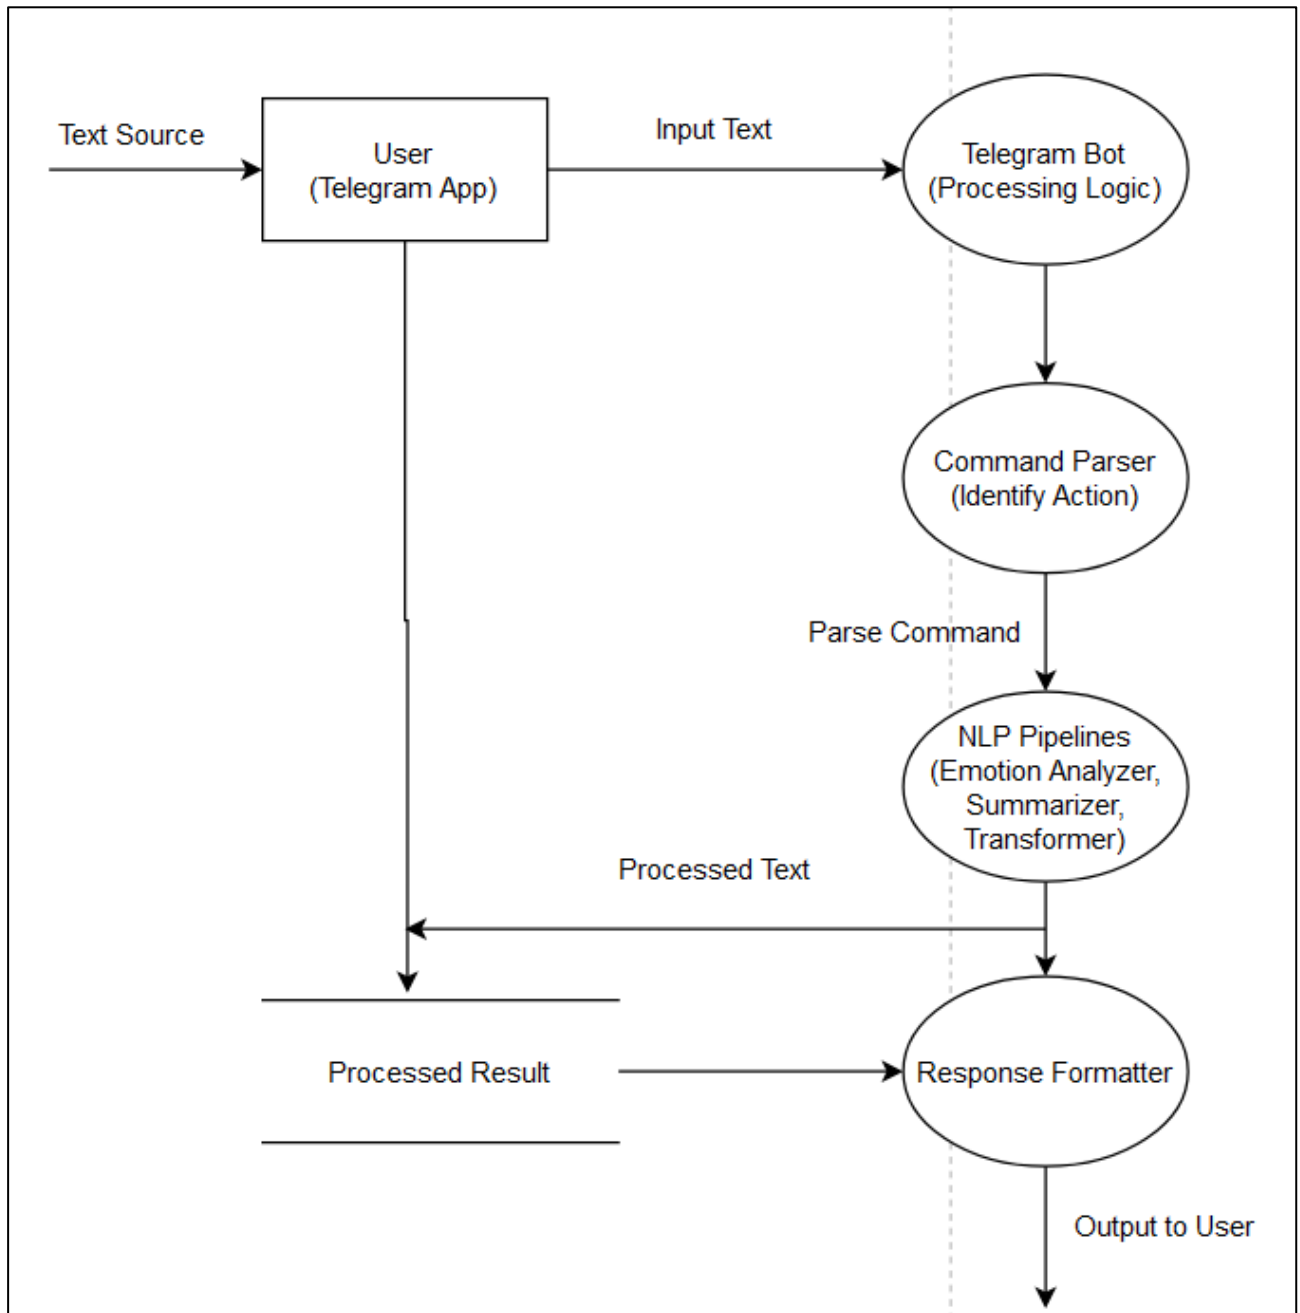 Text Source
User
(Telegram App)
Input Text
Telegram Bot
(Processing Logic)
Command Parser
(Identify Action)
Parse Command
NLP Pipelines
(Emotion Analyzer,
Summarizer,
Transformer)
Processed Text
Processed Result
Response Formatter
Output to User